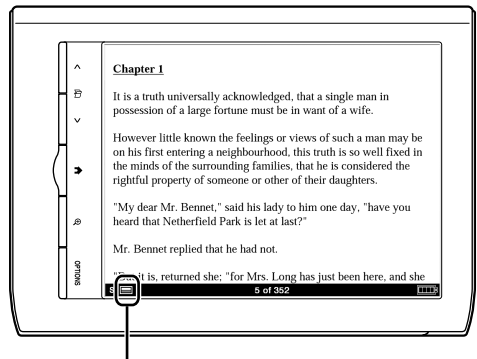 Chapter 1
It is a truth universally acknowledged, that a single man in
possession of a large fortune must be in want of a wife.
However little known the feelings or views of such a man may be
on his first entering a neighbourhood, this truth is so well fixed in
the minds of the surrounding families, that he is considered the
rightful property of someone or other of their daughters.
"My dear Mr. Bennet," said his lady to him one day, "have you
heard that Netherfield Park is let at last?"
Mr. Bennet replied that he had not.
it is, returned she; "for Mrs. Long has just been here, and she
S
5 of 352
OPTIONS